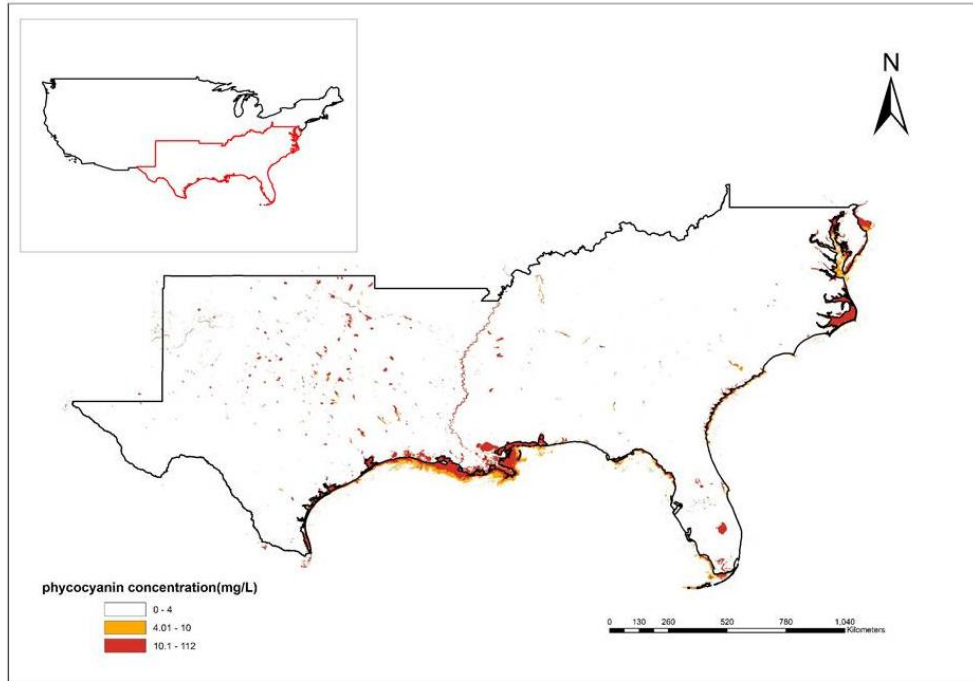 N
phycocyanin concentration(mg/L)
0 - 4
4.01 - 10
10.1 - 112
0 130 260 520 780 1,040
Kilometers